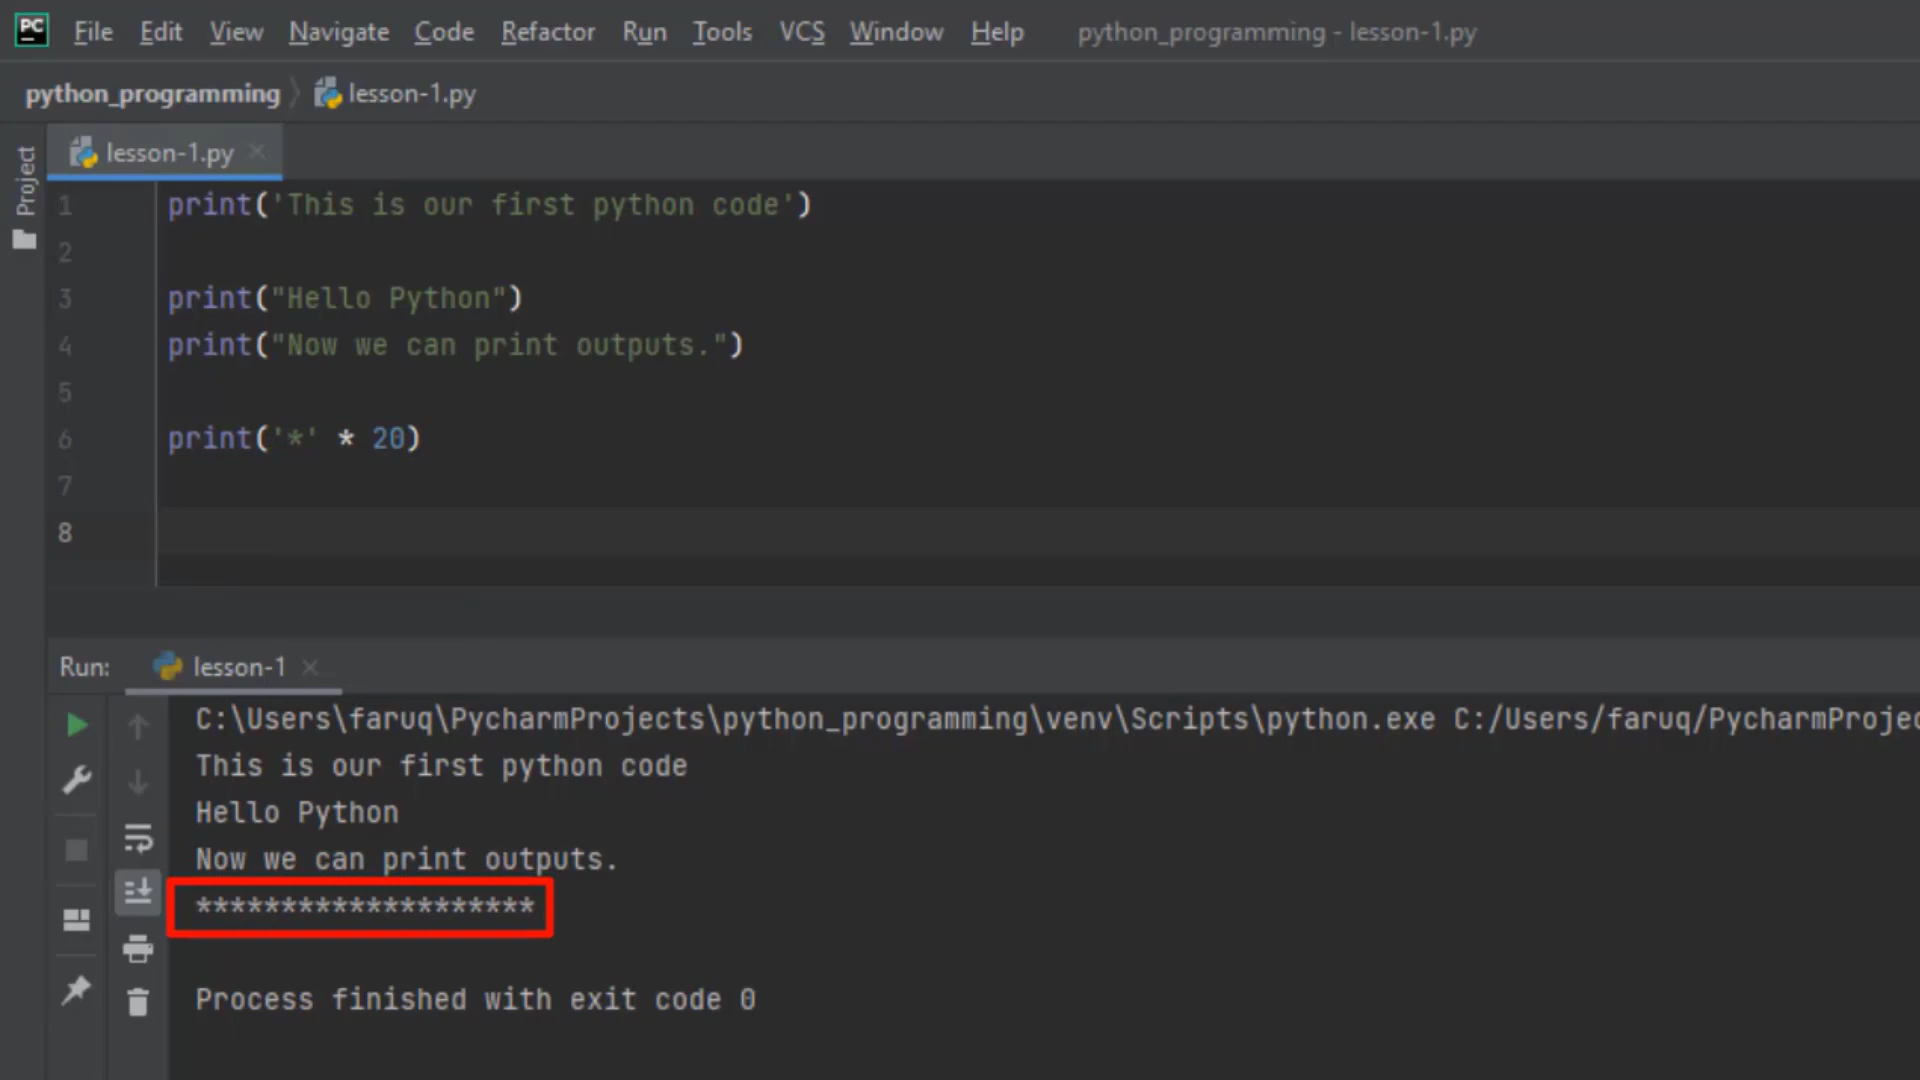 PC File Edit View Navigate Code Refactor Run Tools VCS Window Help python_programming - lesson-1.py
python_programming lesson-1.py
Project
lesson-1.py
1 print('This is our first python code')
2
3 print("Hello Python")
4 print("Now we can print outputs.")
5
6 print('*' * 20)
7
8
Run: lesson-1
C:\Users\faruq\PycharmProjects\python_programming\venv\Scripts\python.exe C:/Users/faruq/PycharmProjec
This is our first python code
Hello Python
Now we can print outputs.
********************
Process finished with exit code 0